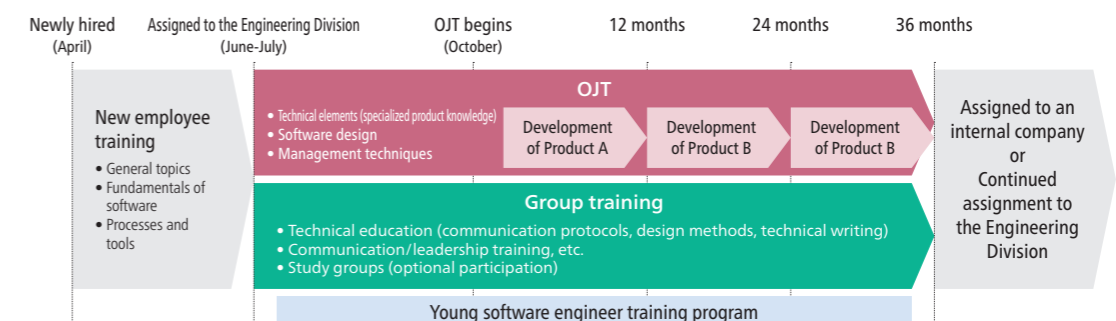 Newly hired
(April)
Assigned to the Engineering Division
(June-July)
OJT begins
(October)
12 months
24 months
36 months
New employee
training
• General topics
• Fundamentals of
software
• Processes and
tools
OJT
• Technical elements (specialized product knowledge)
• Software design
• Management techniques
Development
of Product A
Development
of Product B
Development
of Product B
Group training
• Technical education (communication protocols, design methods, technical writing)
• Communication/leadership training, etc.
• Study groups (optional participation)
Assigned to an
internal company
or
Continued
assignment to
the Engineering
Division
Young software engineer training program